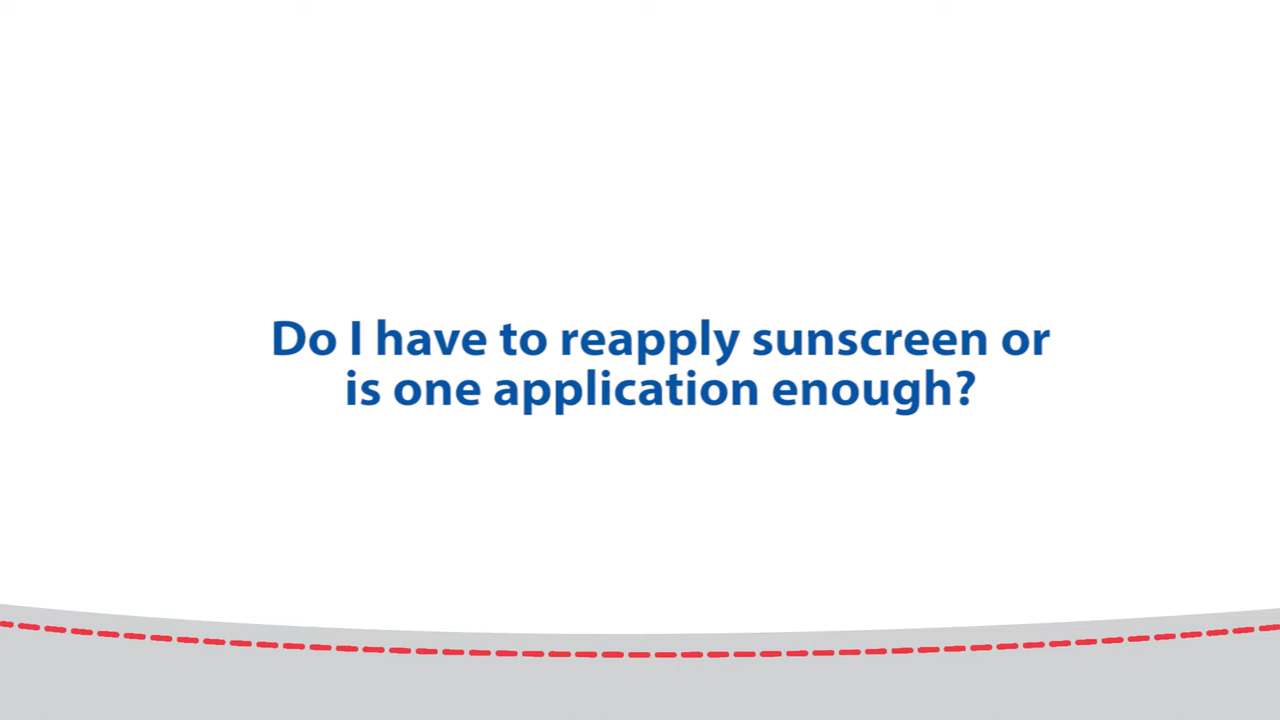 Do I have to reapply sunscreen or
is one application enough?